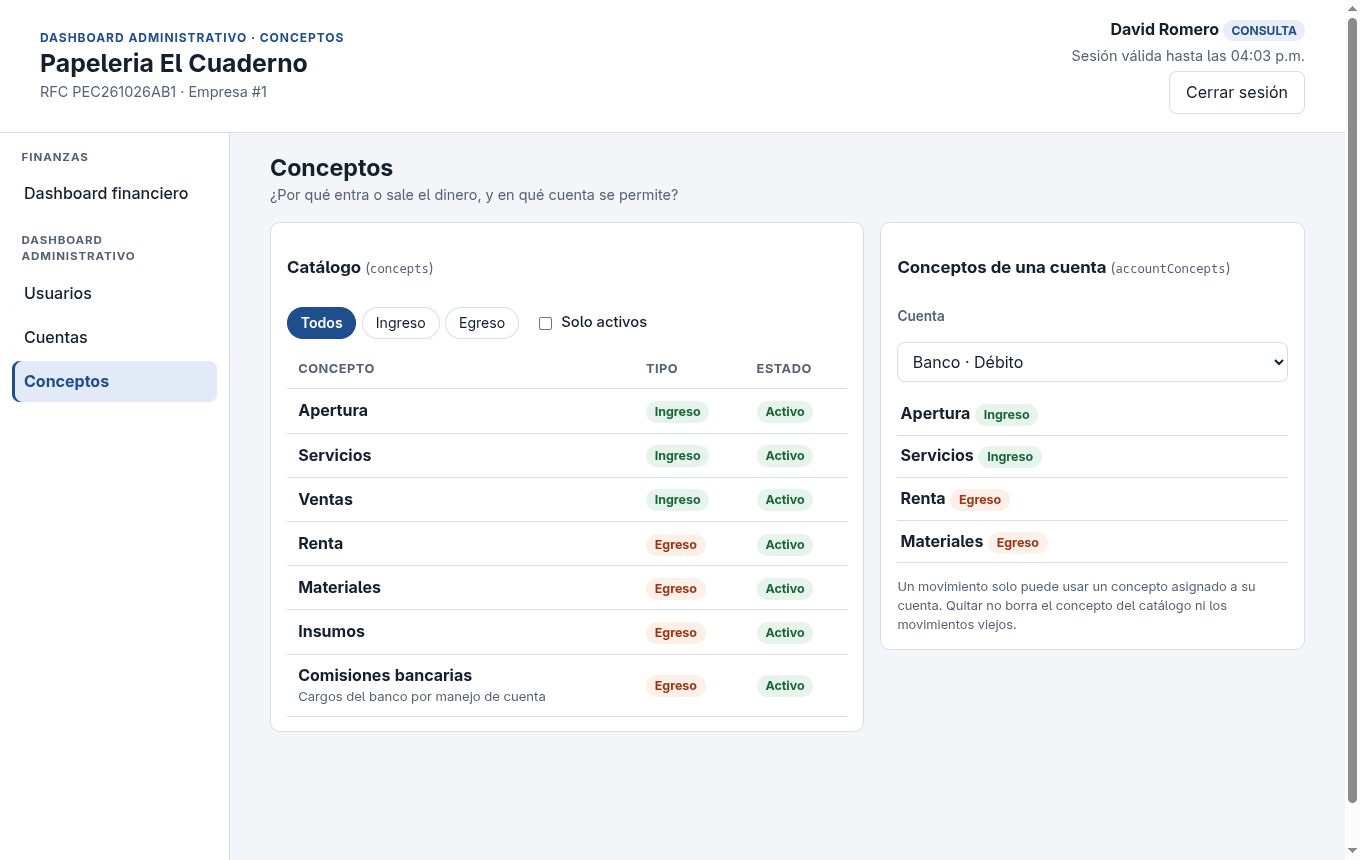 DASHBOARD ADMINISTRATIVO · CONCEPTOS
Papeleria El Cuaderno
RFC PEC261026AB1 · Empresa #1
David Romero CONSULTA
Sesión válida hasta las 04:03 p.m.
Cerrar sesión
FINANZAS
Dashboard financiero
DASHBOARD
ADMINISTRATIVO
Usuarios
Cuentas
Conceptos
Conceptos
¿Por qué entra o sale el dinero, y en qué cuenta se permite?
Catálogo (concepts)
Todos Ingreso Egreso Solo activos
CONCEPTO TIPO ESTADO
Apertura Ingreso Activo
Servicios Ingreso Activo
Ventas Ingreso Activo
Renta Egreso Activo
Materiales Egreso Activo
Insumos Egreso Activo
Comisiones bancarias Egreso Activo
Cargos del banco por manejo de cuenta
Conceptos de una cuenta (accountConcepts)
Cuenta
Banco · Débito
Apertura Ingreso
Servicios Ingreso
Renta Egreso
Materiales Egreso
Un movimiento solo puede usar un concepto asignado a su
cuenta. Quitar no borra el concepto del catálogo ni los
movimientos viejos.